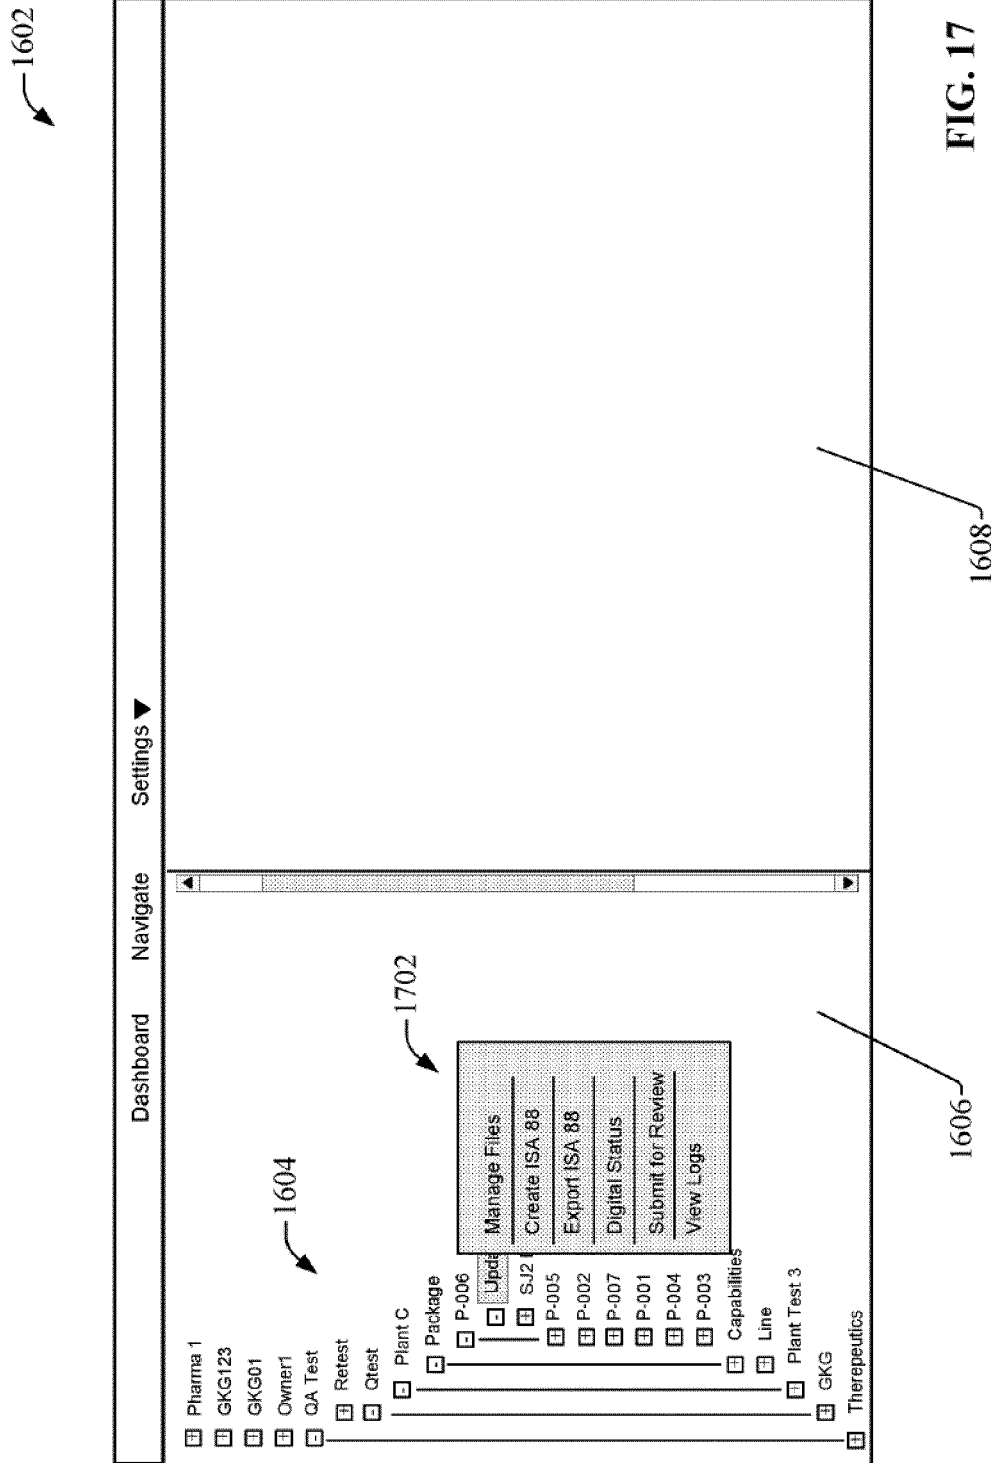 1602
Dashboard Navigate Settings
Pharma 1
GKG123
GKG01
Owner1
QA Test
1604
Retest
Qtest
Plant C
1702
Package
P-006
Upda
SJ2
P-005
P-002
P-007
P-001
P-004
P-003
Manage Files
Create ISA 88
Export ISA 88
Digital Status
Submit for Review
View Logs
Capabilities
Line
Plant Test 3
GKG
Therepeutics
1606
1608
FIG. 17